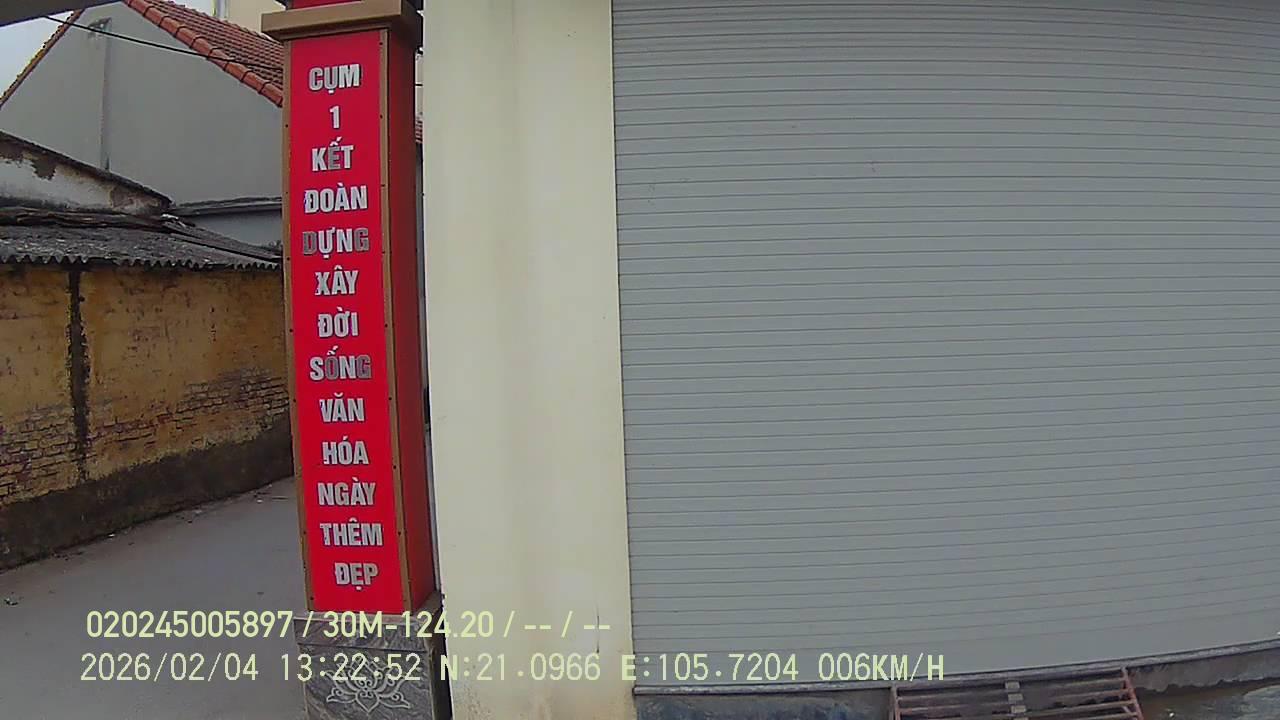 CỤM
1
KẾT
ĐOÀN
DỰNG
XÂY
ĐỜI
SỐNG
VĂN
HÓA
NGÀY
THÊM
ĐẸP
020245005897 / 30M-124.20 / -- / --
2026/02/04 13:22:52 N:21.0966 E:105.7204 006KM/H